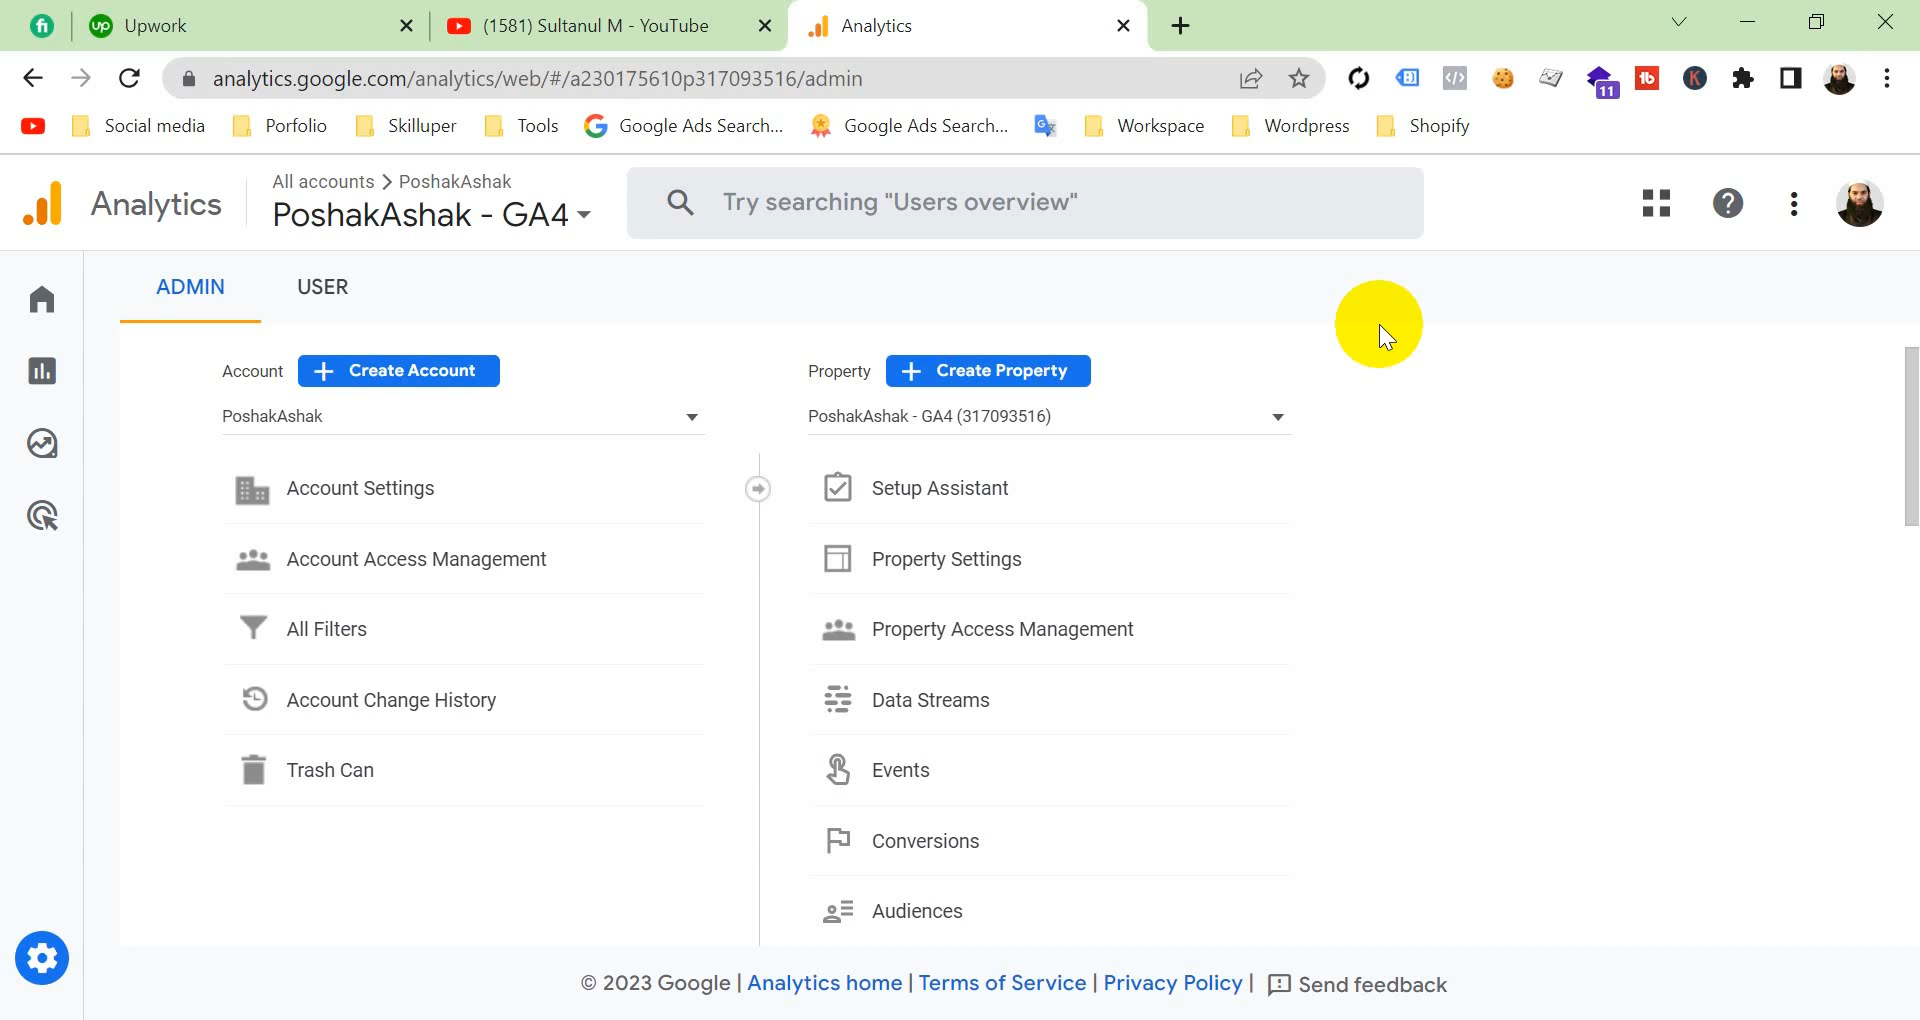 Upwork
(1581) Sultanul M - YouTube
Analytics
analytics.google.com/analytics/web/#/a230175610p317093516/admin
11
Social media
Porfolio
Skilluper
Tools
Google Ads Search...
Google Ads Search...
Workspace
Wordpress
Shopify
Analytics
All accounts > PoshakAshak
PoshakAshak - GA4
Try searching "Users overview"
ADMIN
USER
Account
+ Create Account
PoshakAshak
Account Settings
Account Access Management
All Filters
Account Change History
Trash Can
Property
+ Create Property
PoshakAshak - GA4 (317093516)
Setup Assistant
Property Settings
Property Access Management
Data Streams
Events
Conversions
Audiences
© 2023 Google | Analytics home | Terms of Service | Privacy Policy | Send feedback